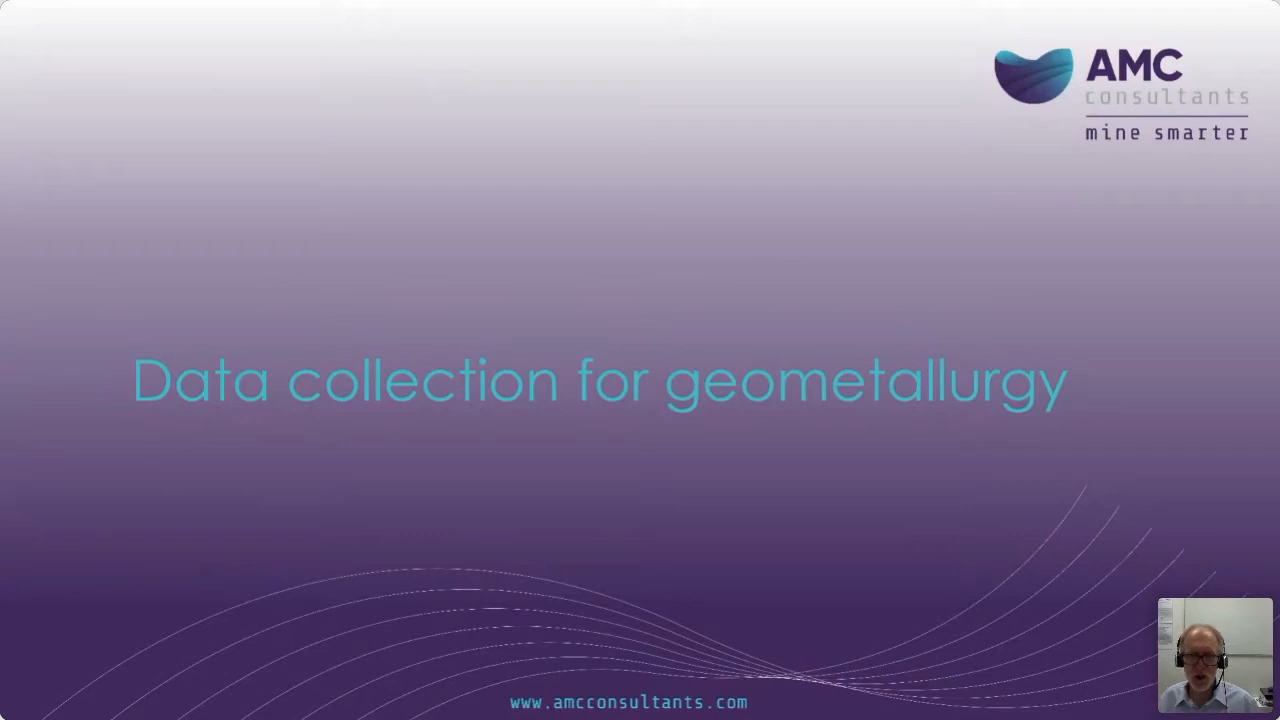 AMC
consultants
mine smarter
Data collection for geometallurgy
www.amcconsultants.com